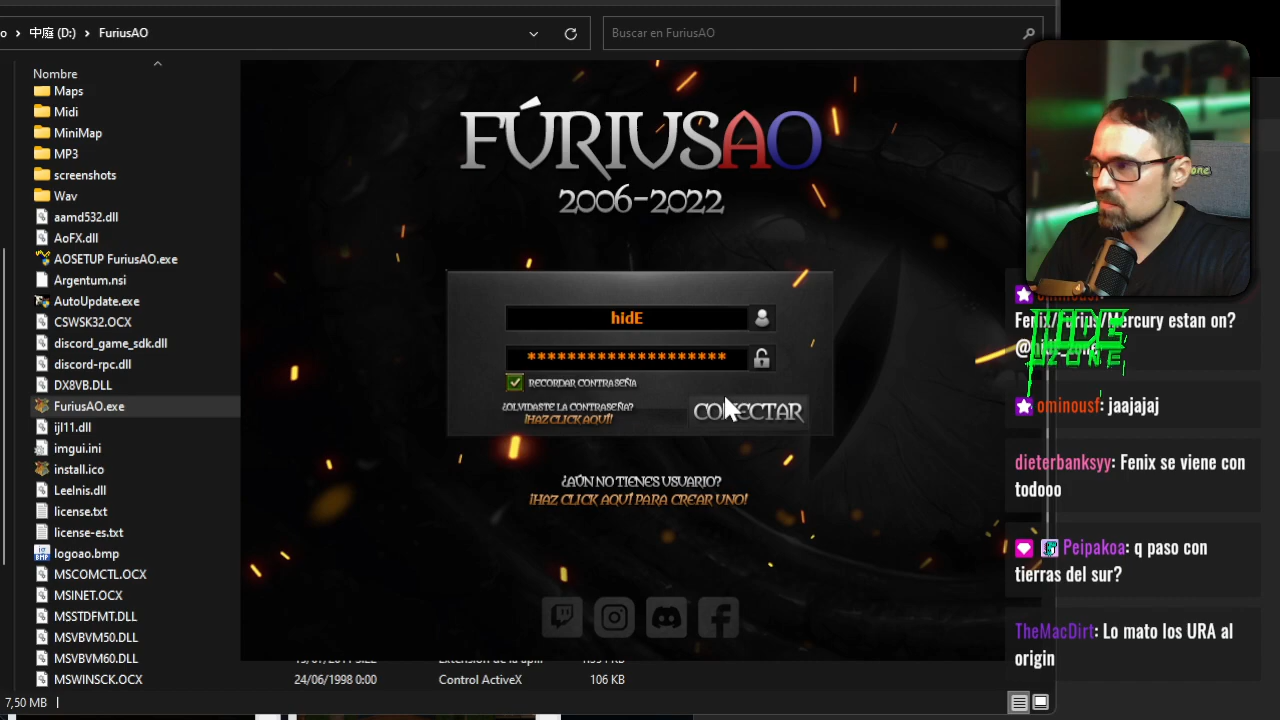 o › 中庭 (D:) › FuriusAO
Buscar en FuriusAO
Nombre
Maps
Midi
MiniMap
MP3
screenshots
Wav
aamd532.dll
AoFX.dll
AOSETUP FuriusAO.exe
Argentum.nsi
AutoUpdate.exe
CSWSK32.OCX
discord_game_sdk.dll
discord-rpc.dll
DX8VB.DLL
FuriusAO.exe
ijl11.dll
imgui.ini
install.ico
Leelnis.dll
license.txt
license-es.txt
logoao.bmp
MSCOMCTL.OCX
MSINET.OCX
MSSTDFMT.DLL
MSVBVM50.DLL
MSVBVM60.DLL
MSWINSCK.OCX
24/06/1998 0:00
Control ActiveX
106 KB
7,50 MB
FÚRIUSAO
2006-2022
hidE
*******************
RECORDAR CONTRASEÑA
¿OLVIDASTE LA CONTRASEÑA?
¡HAZ CLICK AQUÍ!
CONECTAR
¿AÚN NO TIENES USUARIO?
¡HAZ CLICK AQUÍ PARA CREAR UNO!
ominousf:
Fenix/Furius/Mercury estan on?
HIDE
ZONE
ominousf: jaajajaj
dieterbanksyy: Fenix se viene con
todooo
Peipakoa: q paso con
tierras del sur?
TheMacDirt: Lo mato los URA al
origin